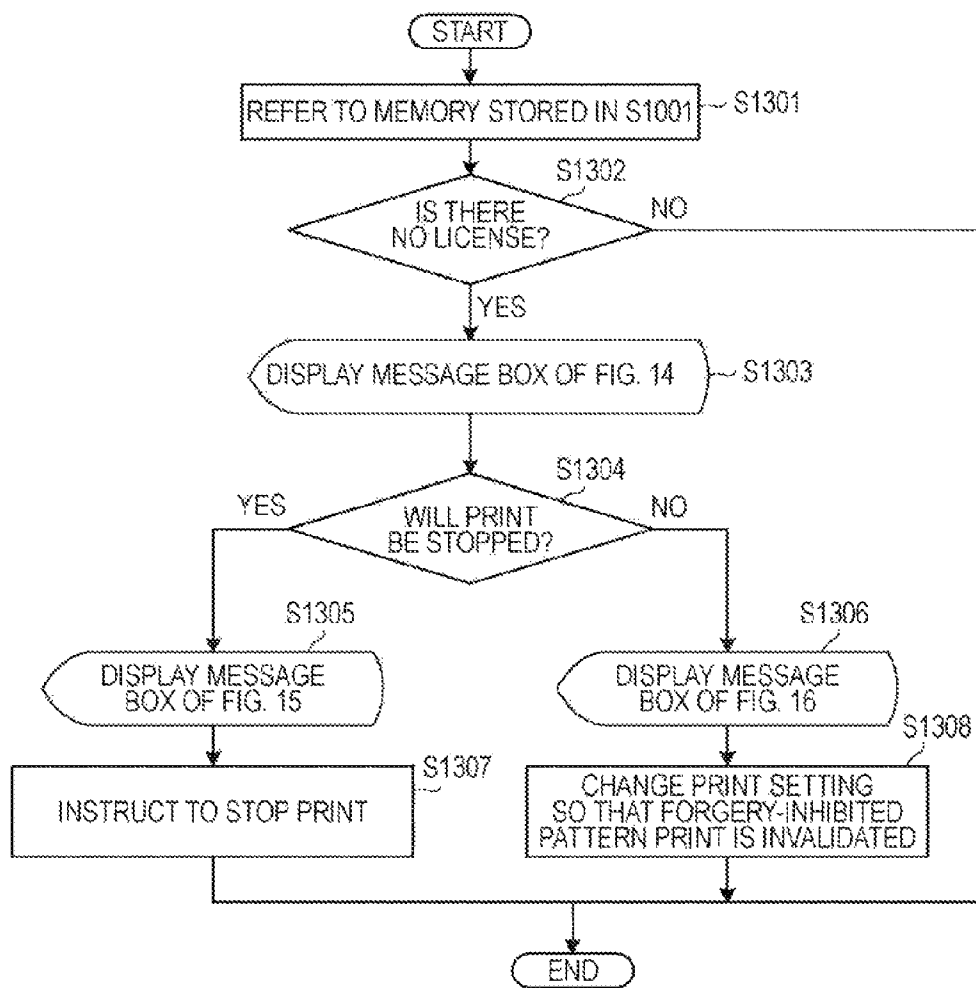 START
REFER TO MEMORY STORED IN S1001
S1301
S1302
IS THERE
NO LICENSE?
NO
YES
DISPLAY MESSAGE BOX OF FIG. 14
S1303
S1304
YES
WILL PRINT
BE STOPPED?
NO
S1305
DISPLAY MESSAGE
BOX OF FIG. 15
S1306
DISPLAY MESSAGE
BOX OF FIG. 16
S1307
INSTRUCT TO STOP PRINT
S1308
CHANGE PRINT SETTING
SO THAT FORGERY-INHIBITED
PATTERN PRINT IS INVALIDATED
END